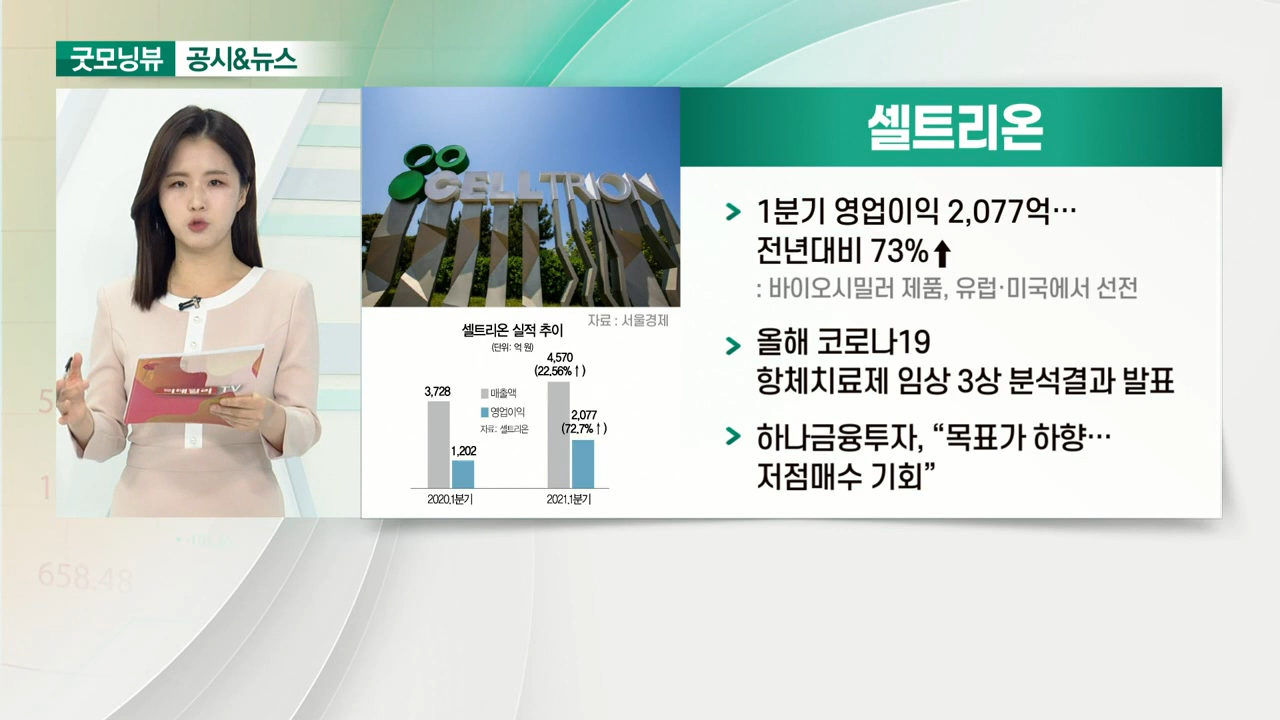 굿모닝뷰 공시&뉴스
CELLTRION
자료 : 서울경제
셀트리온 실적 추이
(단위: 억 원)
4,570
(22.56%↑)
3,728
매출액
영업이익
자료: 셀트리온
2,077
(72.7%↑)
1,202
2020.1분기
2021.1분기
셀트리온
1분기 영업이익 2,077억…
전년대비 73%⬆
: 바이오시밀러 제품, 유럽·미국에서 선전
올해 코로나19
항체치료제 임상 3상 분석결과 발표
하나금융투자, “목표가 하향…
저점매수 기회”
658.48